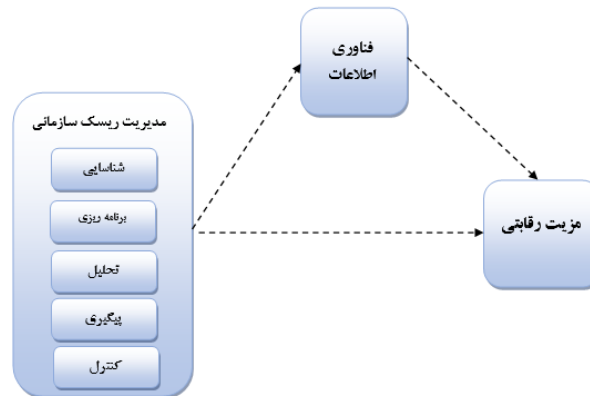 فناوری
اطلاعات
مدیریت ریسک سازمانی
شناسایی
برنامه ریزی
تحلیل
پیگیری
کنترل
مزیت رقابتی